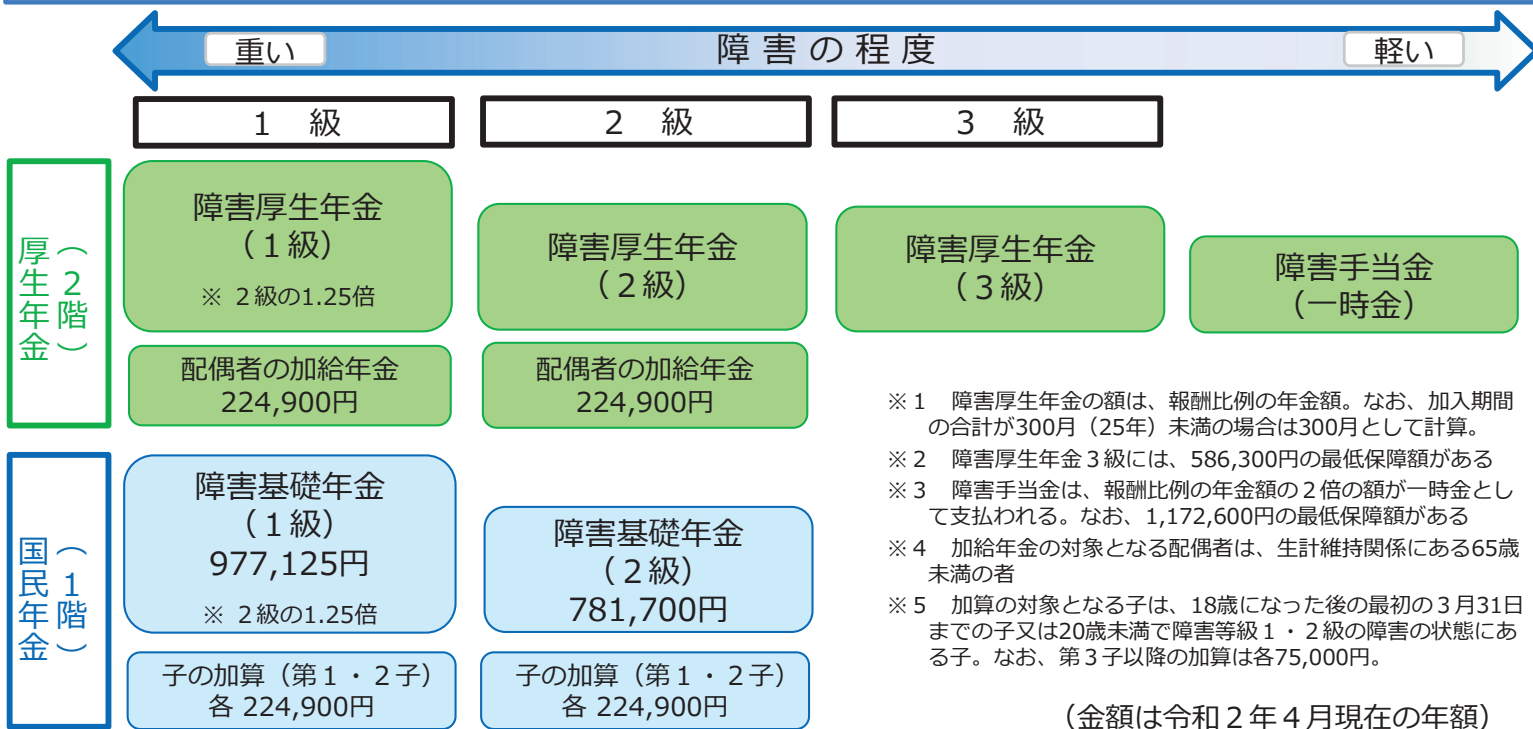 障害の程度
重い
軽い
1 級
2 級
3 級
厚生年金
（2階）
障害厚生年金
（１級）
※ ２級の1.25倍
障害厚生年金
（２級）
障害厚生年金
（３級）
障害手当金
（一時金）
配偶者の加給年金
224,900円
配偶者の加給年金
224,900円
国民年金
（1階）
障害基礎年金
（１級）
977,125円
※ ２級の1.25倍
障害基礎年金
（２級）
781,700円
子の加算（第１・２子）
各 224,900円
子の加算（第１・２子）
各 224,900円
※１ 障害厚生年金の額は、報酬比例の年金額。なお、加入期間
の合計が300月（25年）未満の場合は300月として計算。
※２ 障害厚生年金３級には、586,300円の最低保障額がある
※３ 障害手当金は、報酬比例の年金額の２倍の額が一時金とし
て支払われる。なお、1,172,600円の最低保障額がある
※４ 加給年金の対象となる配偶者は、生計維持関係にある65歳
未満の者
※５ 加算の対象となる子は、18歳になった後の最初の３月31日
までの子又は20歳未満で障害等級１・２級の障害の状態にあ
る子。なお、第３子以降の加算は各75,000円。
（金額は令和２年４月現在の年額）